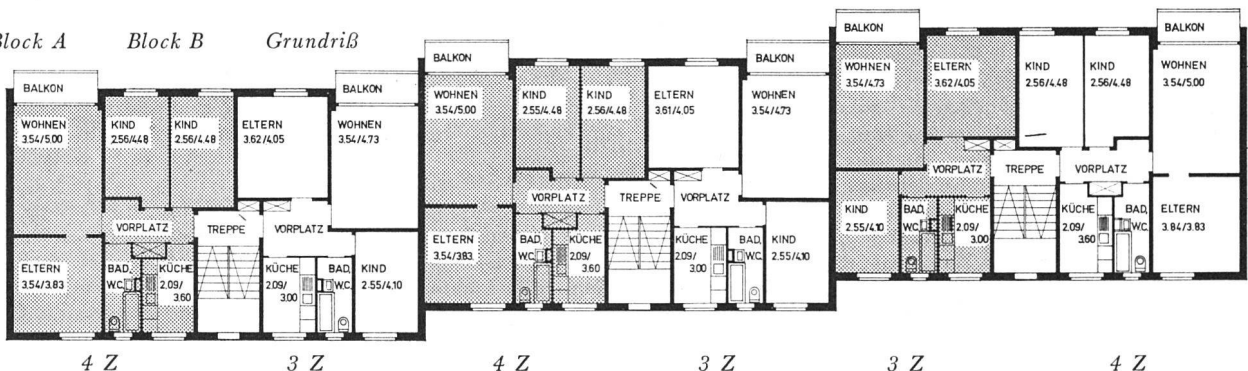 Block A Block B Grundriß
BALKON
WOHNEN
3.54/5.00
KIND
2.56/4.48
KIND
2.56/4.48
ELTERN
3.62/4.05
BALKON
WOHNEN
3.54/4.73
VORPLATZ
TREPPE
VORPLATZ
ELTERN
3.54/3.83
BAD,
W.C.
KÜCHE
2.09/
3.60
KÜCHE
2.09/
3.00
BAD,
W.C.
KIND
2.55/4.10
BALKON
WOHNEN
3.54/5.00
KIND
2.55/4.48
KIND
2.56/4.48
ELTERN
3.61/4.05
BALKON
WOHNEN
3.54/4.73
VORPLATZ
TREPPE
VORPLATZ
ELTERN
3.54/3.83
BAD,
W.C.
KÜCHE
2.09/
3.60
KÜCHE
2.09/
3.00
BAD,
W.C.
KIND
2.55/4.10
BALKON
WOHNEN
3.54/4.73
ELTERN
3.62/4.05
KIND
2.56/4.48
KIND
2.56/4.48
BALKON
WOHNEN
3.54/5.00
VORPLATZ
TREPPE
VORPLATZ
KIND
2.55/4.10
BAD,
W.C.
KÜCHE
2.09/
3.00
KÜCHE
2.09/
3.60
BAD,
W.C.
ELTERN
3.84/3.83
4 Z 3 Z 4 Z 3 Z 3 Z 4 Z